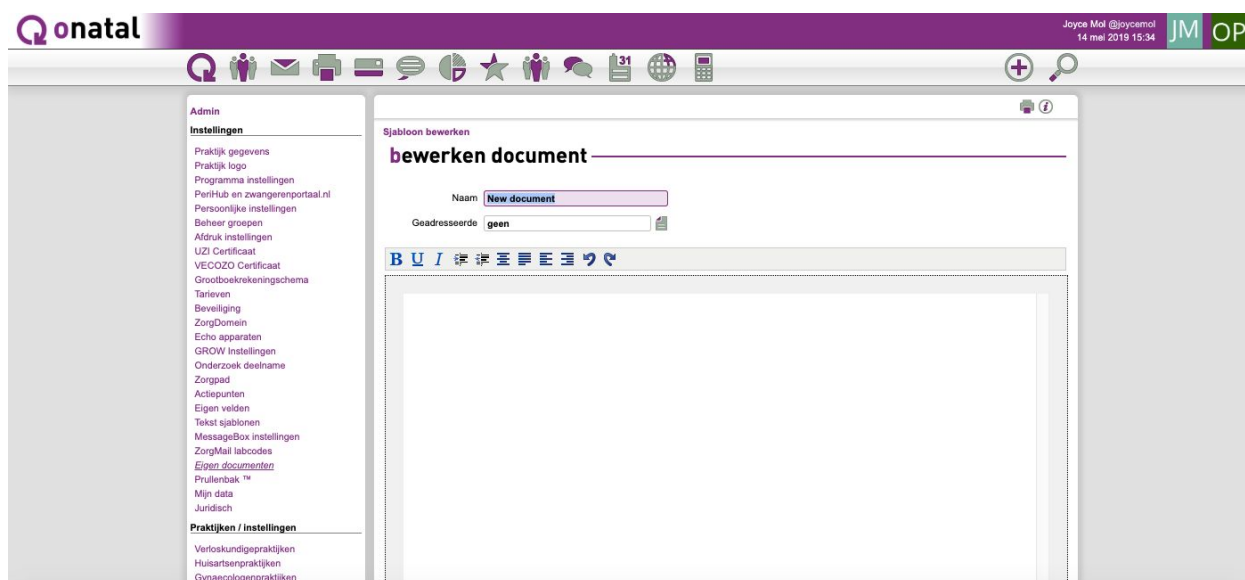 onatal
Joyce Mol @joycemol
14 mei 2019 15:34
JM OP
31
Admin
Instellingen
Praktijk gegevens
Praktijk logo
Programma instellingen
PeriHub en zwangerenportaal.nl
Persoonlijke instellingen
Beheer groepen
Afdruk instellingen
UZI Certificaat
VECOZO Certificaat
Grootboekrekeningschema
Tarieven
Beveiliging
ZorgDomein
Echo apparaten
GROW Instellingen
Onderzoek deelname
Zorgpad
Actiepunten
Eigen velden
Tekst sjablonen
MessageBox instellingen
ZorgMail labcodes
Eigen documenten
Prullenbak ™
Mijn data
Juridisch
Praktijken / instellingen
Verloskundigepraktijken
Huisartsenpraktijken
Gynaecologenpraktijken
Sjabloon bewerken
bewerken document
Naam New document
Geadresseerde geen
B U I